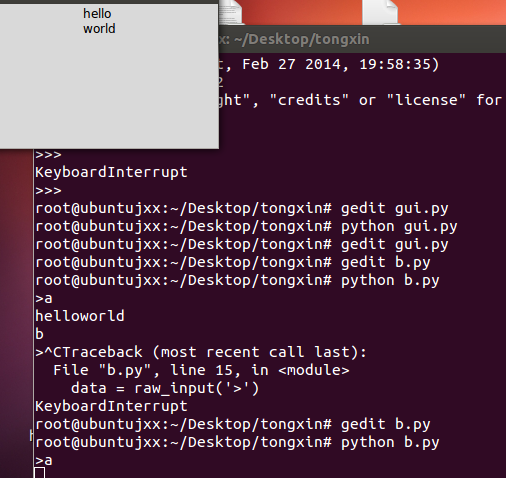 hello
world
x: ~/Desktop/tongxin
, Feb 27 2014, 19:58:35)
2
ght", "credits" or "license" for
>>>
KeyboardInterrupt
>>>
root@ubuntujxx:~/Desktop/tongxin# gedit gui.py
root@ubuntujxx:~/Desktop/tongxin# python gui.py
root@ubuntujxx:~/Desktop/tongxin# gedit gui.py
root@ubuntujxx:~/Desktop/tongxin# gedit b.py
root@ubuntujxx:~/Desktop/tongxin# python b.py
>a
helloworld
b
>^CTraceback (most recent call last):
  File "b.py", line 15, in <module>
    data = raw_input('>')
KeyboardInterrupt
root@ubuntujxx:~/Desktop/tongxin# gedit b.py
root@ubuntujxx:~/Desktop/tongxin# python b.py
>a